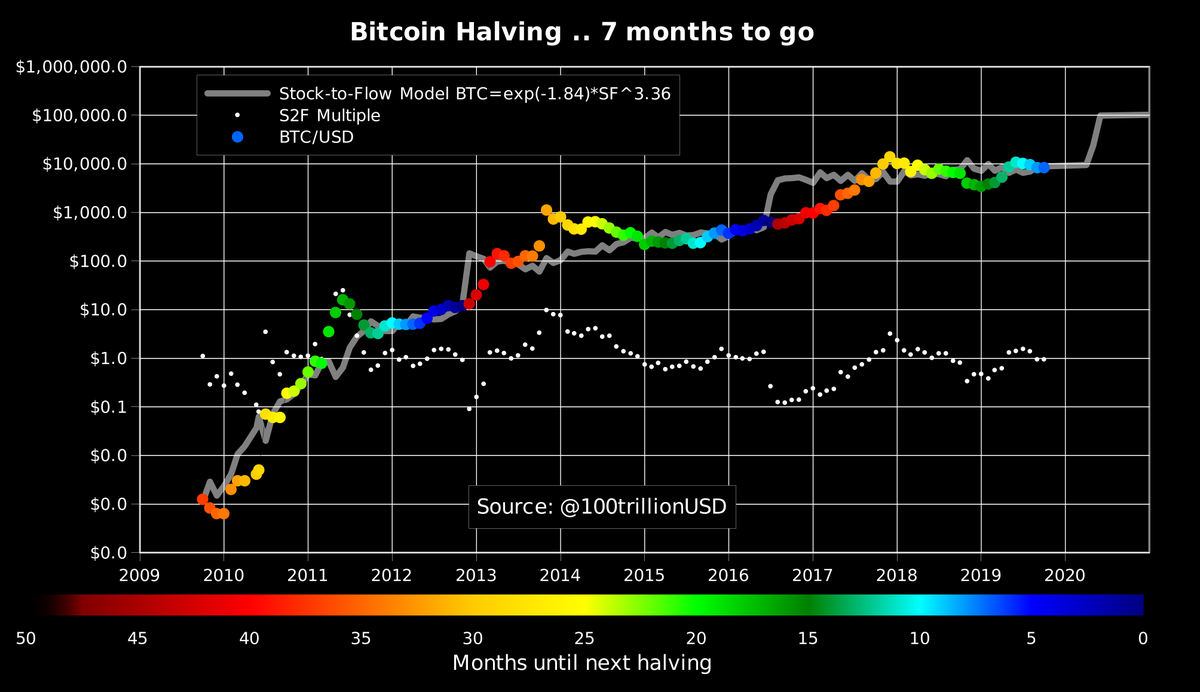 Bitcoin Halving .. 7 months to go
$1,000,000.0
$100,000.0
$10,000.0
$1,000.0
$100.0
$10.0
$1.0
$0.1
$0.0
$0.0
$0.0
Stock-to-Flow Model BTC=exp(-1.84)*SF^3.36
S2F Multiple
BTC/USD
Source: @100trillionUSD
2009 2010 2011 2012 2013 2014 2015 2016 2017 2018 2019 2020
50 45 40 35 30 25 20 15 10 5 0
Months until next halving